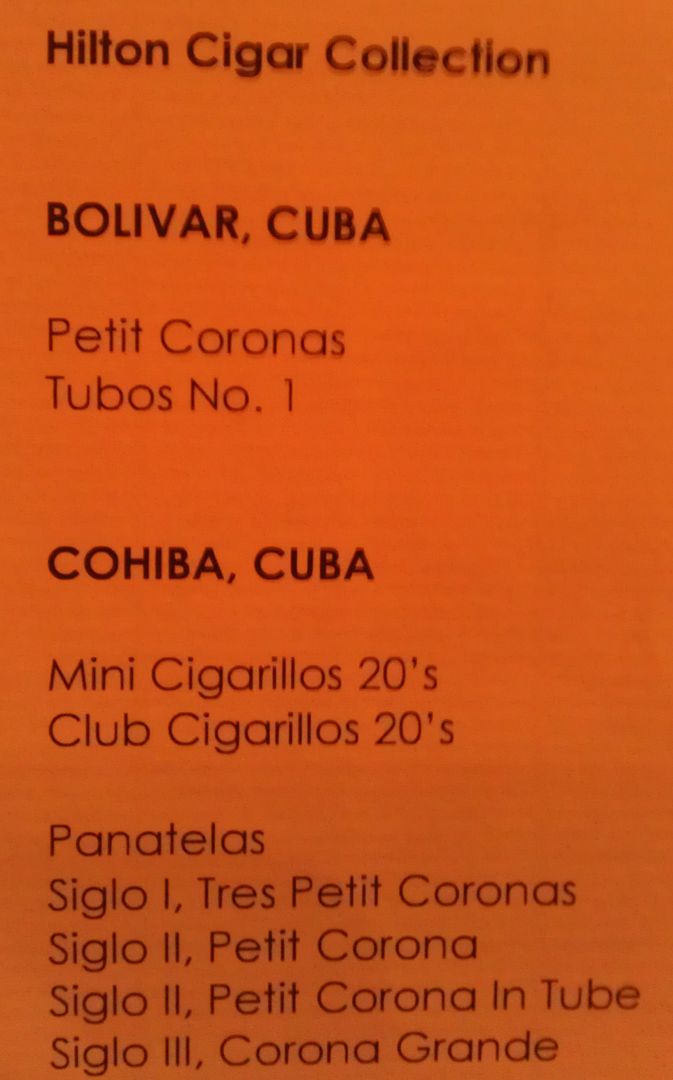 Hilton Cigar Collection
BOLIVAR, CUBA
Petit Coronas
Tubos No. 1
COHIBA, CUBA
Mini Cigarillos 20's
Club Cigarillos 20's
Panatelas
Siglo I, Tres Petit Coronas
Siglo II, Petit Corona
Siglo II, Petit Corona In Tube
Siglo III, Corona Grande